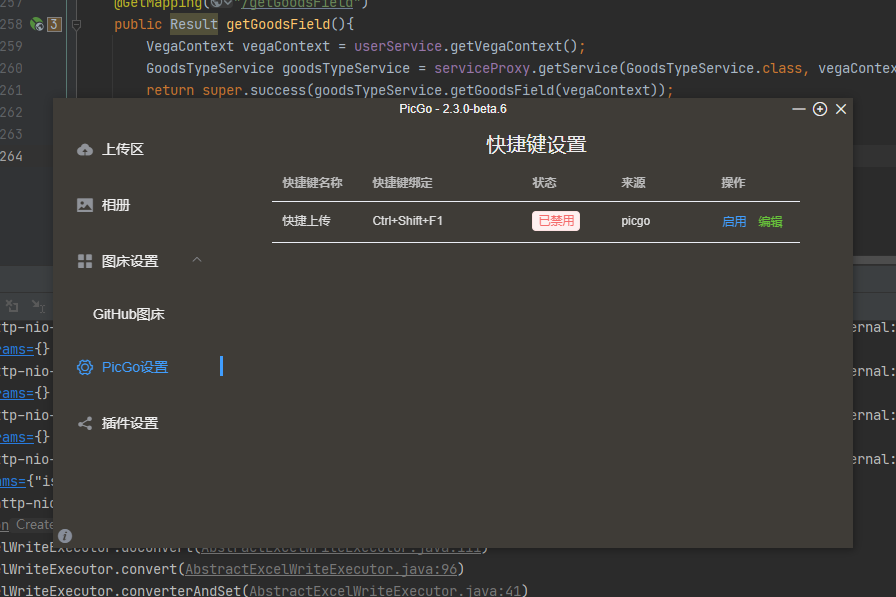 257 @GetMapping("/getGoodsField")
258 3 public Result getGoodsField(){
259 VegaContext vegaContext = userService.getVegaContext();
260 GoodsTypeService goodsTypeService = serviceProxy.getService(GoodsTypeService.class, vegaContex
261 return super.success(goodsTypeService.getGoodsField(vegaContext));
262
263
264
PicGo - 2.3.0-beta.6
上传区
相册
图床设置
GitHub图床
PicGo设置
插件设置
快捷键设置
快捷键名称 快捷键绑定 状态 来源 操作
快捷上传 Ctrl+Shift+F1 已禁用 picgo 启用 编辑
ttp-nio- ernal:
ams={}
ttp-nio- ernal:
ams={}
ttp-nio- ernal:
ams={}
ttp-nio- ernal:
ams={"is
ttp-nio
n Create
elWriteExecutor.doConvert(AbstractExcelWriteExecutor.java:111)
elWriteExecutor.convert(AbstractExcelWriteExecutor.java:96)
elWriteExecutor.converterAndSet(AbstractExcelWriteExecutor.java:41)